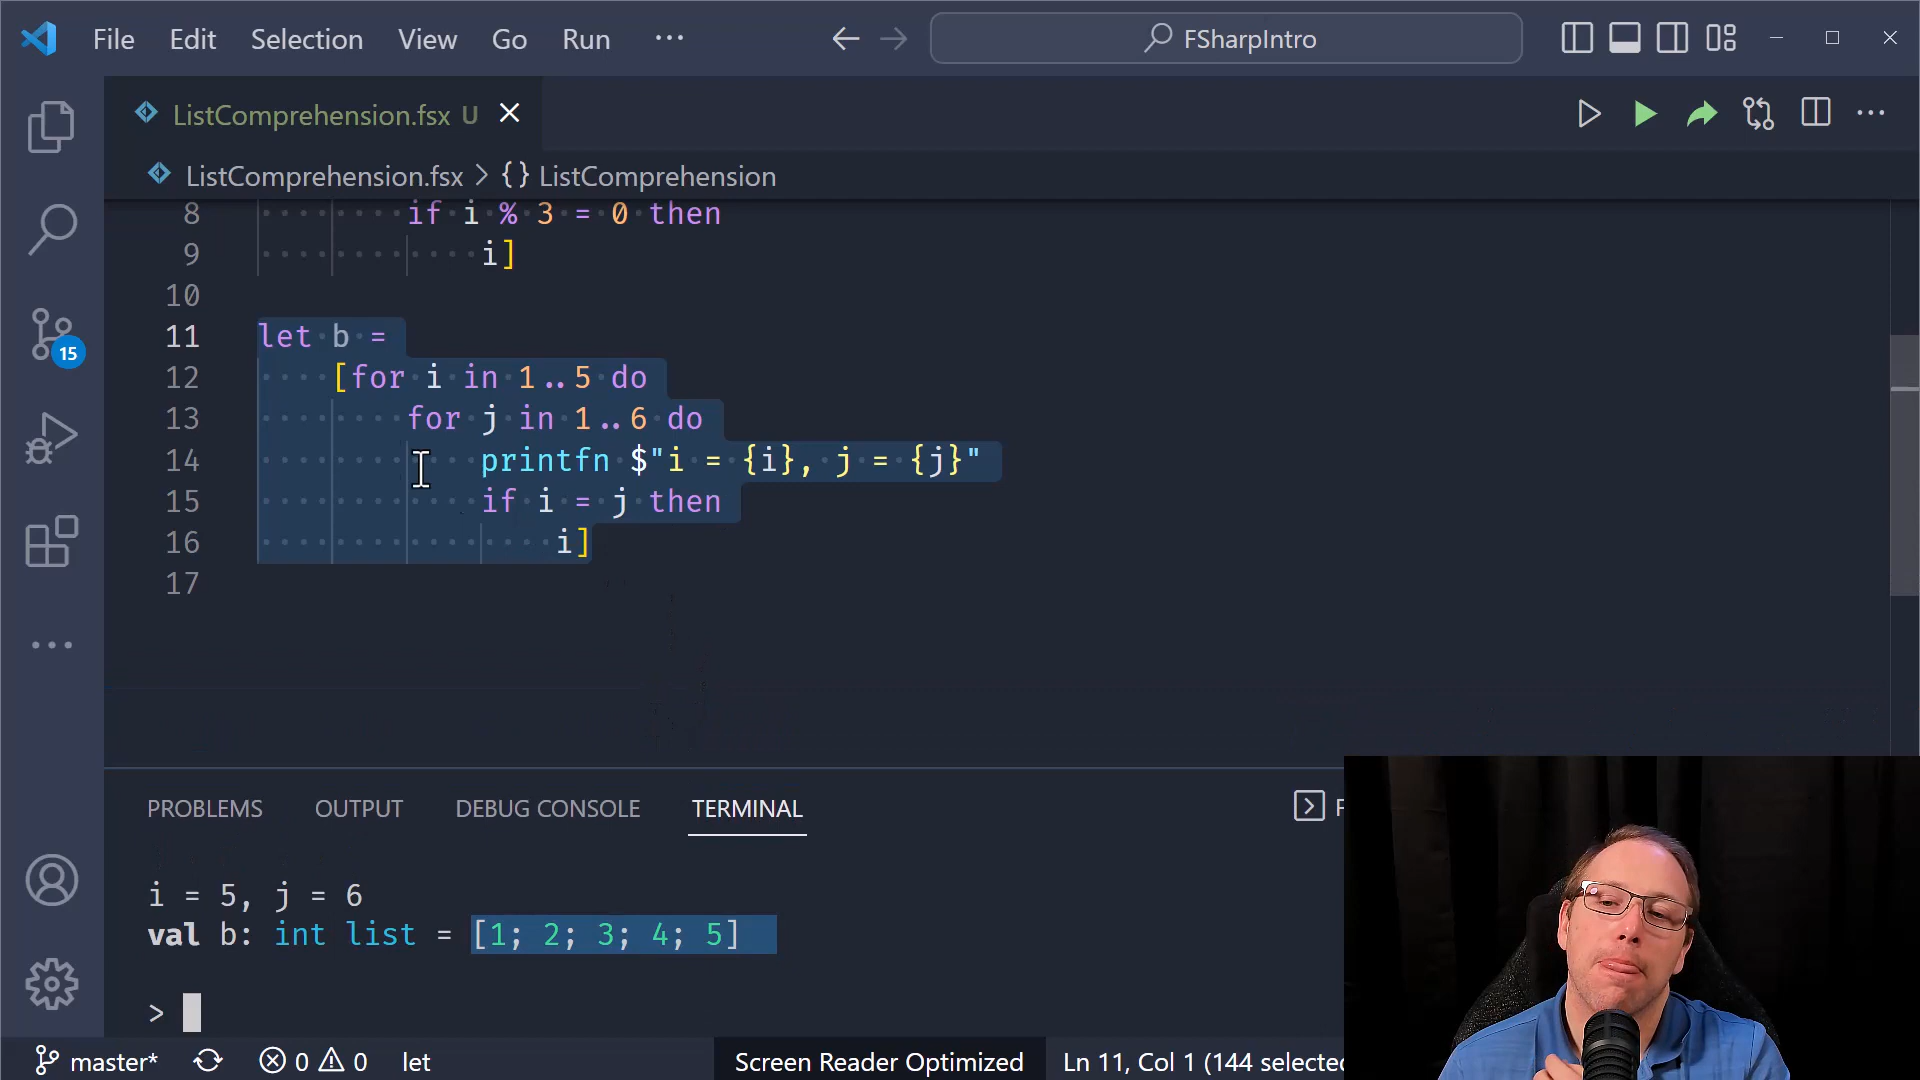 File Edit Selection View Go Run ···
FSharpIntro
ListComprehension.fsx U
ListComprehension.fsx > {} ListComprehension
8 if i % 3 = 0 then
9 i]
10
11 let b =
12 [for i in 1..5 do
13 for j in 1..6 do
14 printfn $"i = {i}, j = {j}"
15 if i = j then
16 i]
17
15
PROBLEMS OUTPUT DEBUG CONSOLE TERMINAL
i = 5, j = 6
val b: int list = [1; 2; 3; 4; 5]
>
master* 0 0 let Screen Reader Optimized Ln 11, Col 1 (144 selected